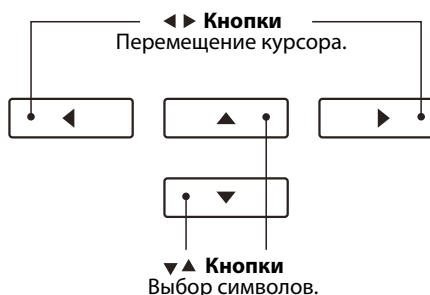 ◀ ▶ Кнопки
Перемещение курсора.
▼▲ Кнопки
Выбор символов.